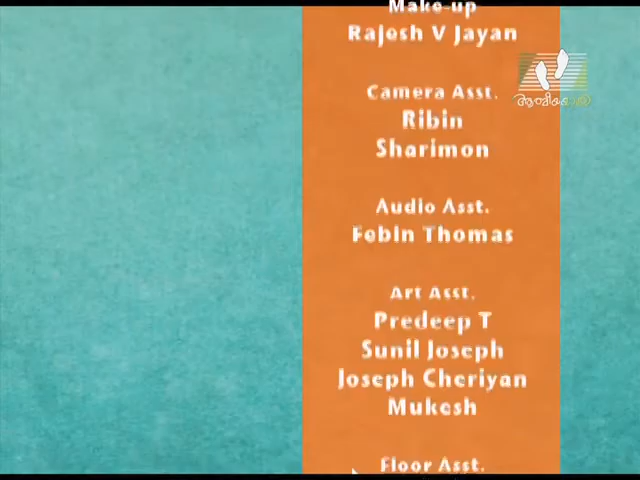 Make-up
Rajesh V Jayan
Camera Asst.
Ribin
Sharimon
Audio Asst.
Febin Thomas
Art Asst.
Predeep T
Sunil Joseph
Joseph Cheriyan
Mukesh
Floor Asst.